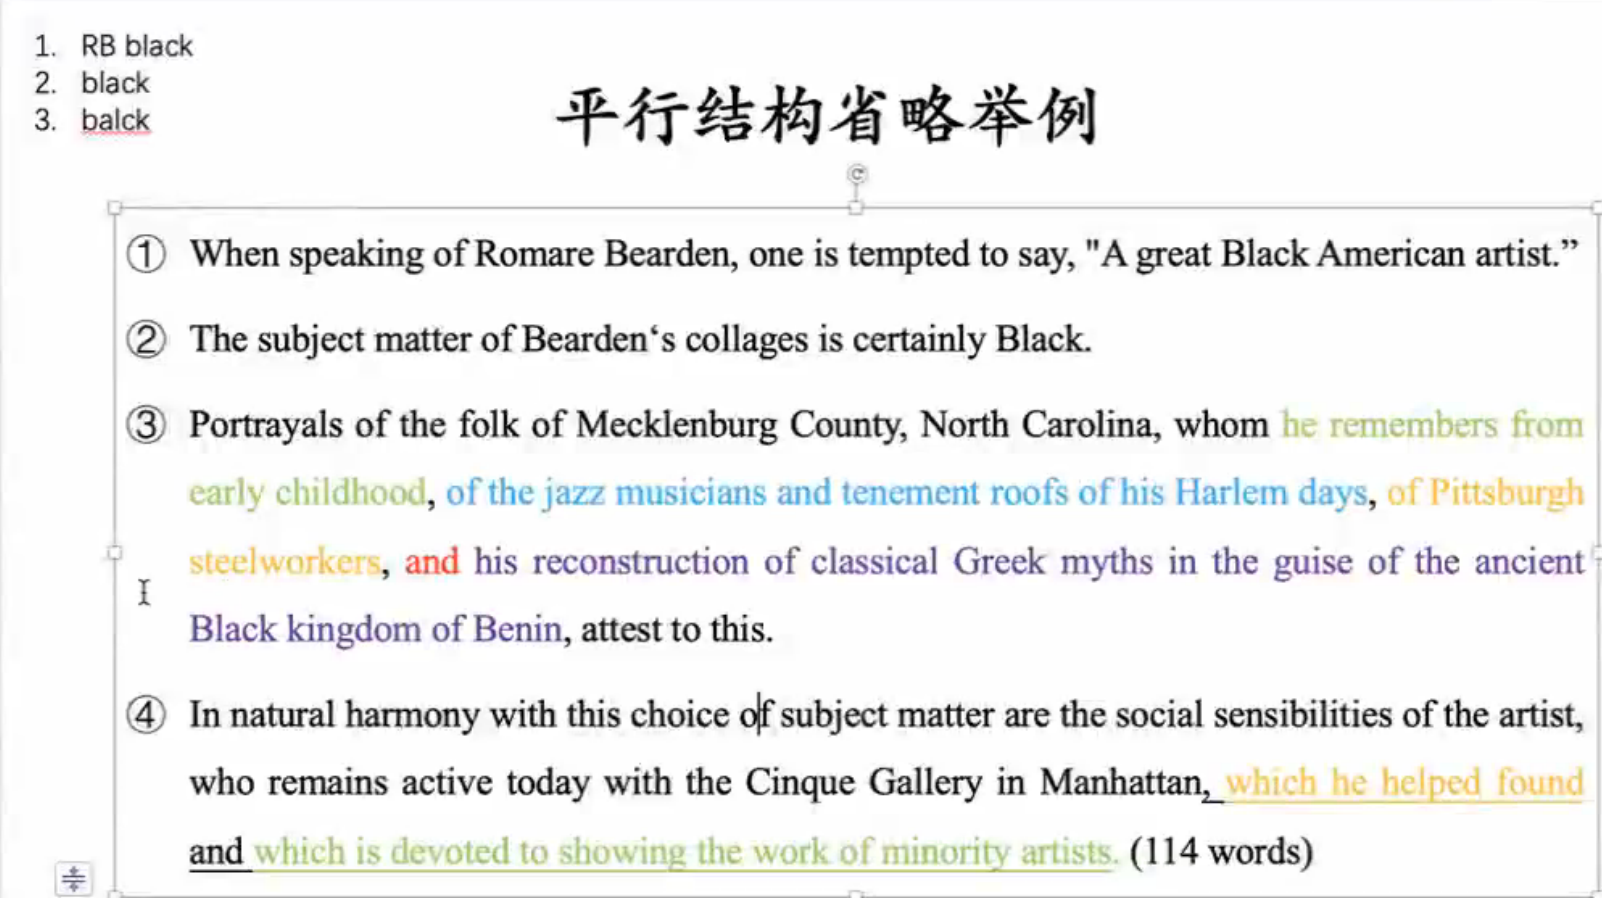 1. RB black
2. black
3. balck
平行结构省略举例
① When speaking of Romare Bearden, one is tempted to say, "A great Black American artist.”
② The subject matter of Bearden‘s collages is certainly Black.
③ Portrayals of the folk of Mecklenburg County, North Carolina, whom he remembers from
early childhood, of the jazz musicians and tenement roofs of his Harlem days, of Pittsburgh
steelworkers, and his reconstruction of classical Greek myths in the guise of the ancient
Black kingdom of Benin, attest to this.
④ In natural harmony with this choice of subject matter are the social sensibilities of the artist,
who remains active today with the Cinque Gallery in Manhattan, which he helped found
and which is devoted to showing the work of minority artists. (114 words)